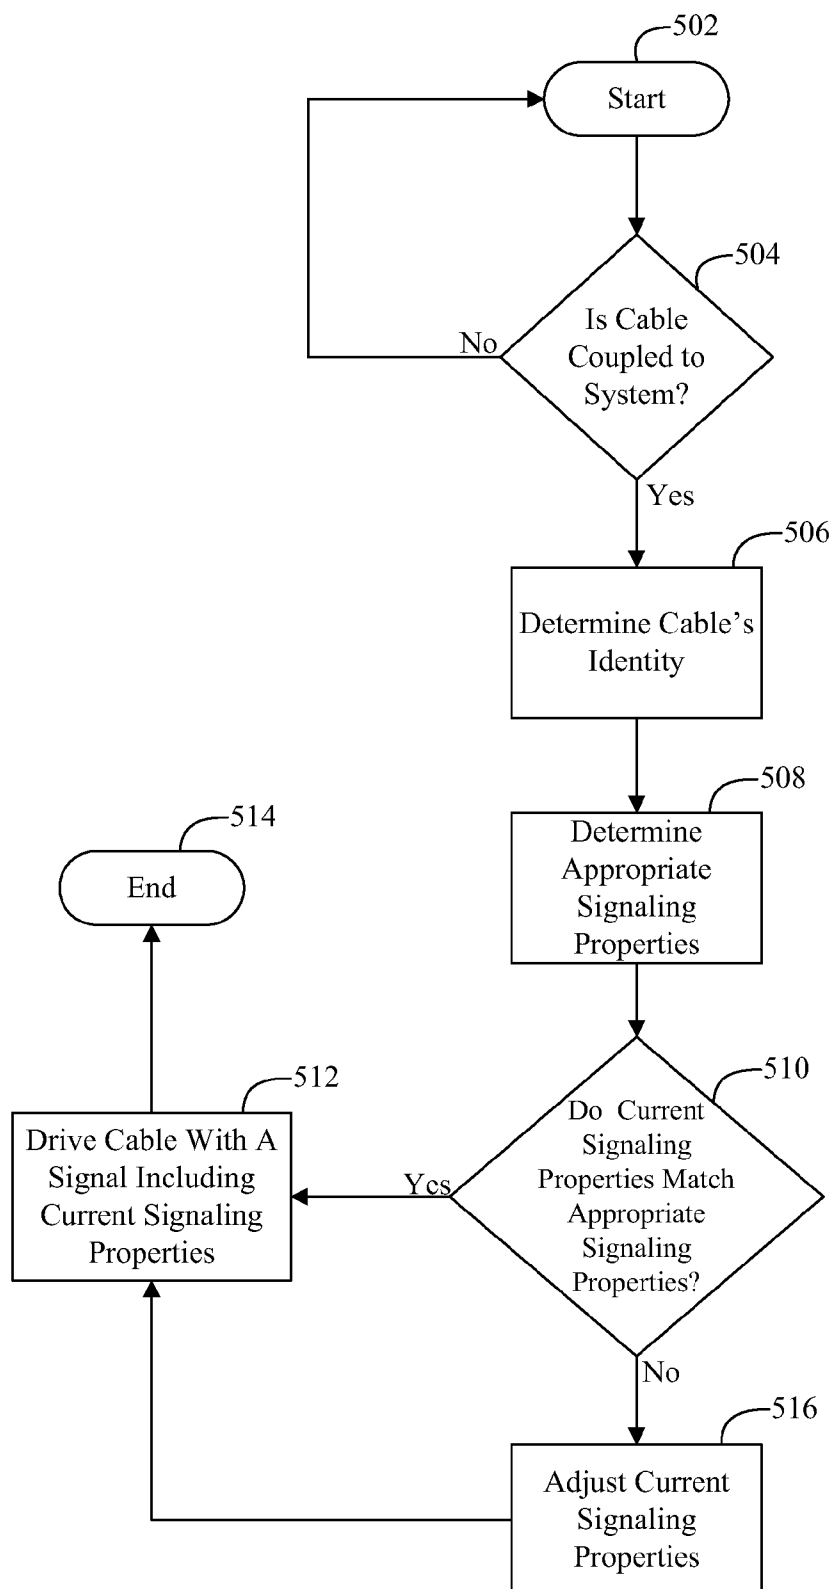 502
Start
504
Is Cable
Coupled to
System?
No
Yes
506
Determine Cable's
Identity
508
Determine
Appropriate
Signaling
Properties
514
End
510
Do Current
Signaling
Properties Match
Appropriate
Signaling
Properties?
512
Drive Cable With A
Signal Including
Current Signaling
Properties
Yes
No
516
Adjust Current
Signaling
Properties